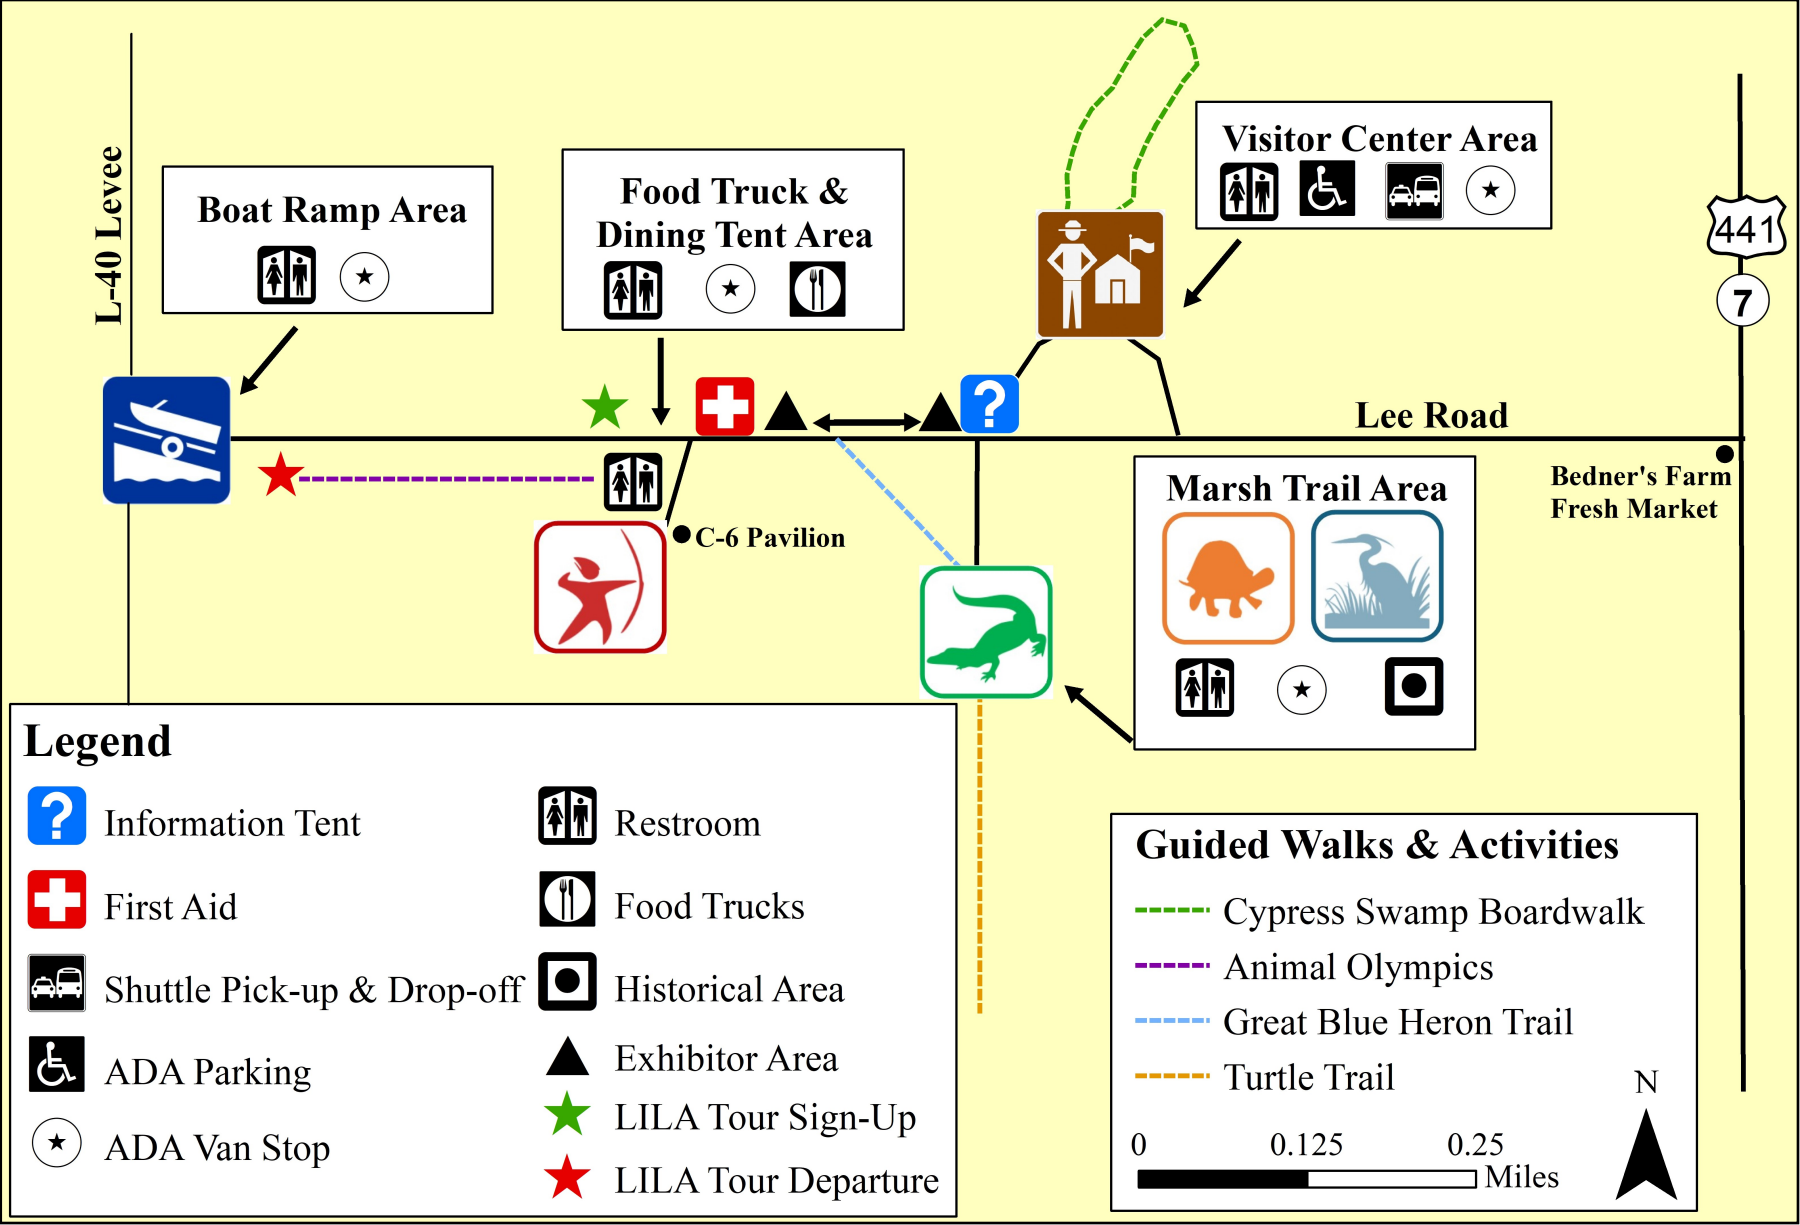 L-40 Levee
Boat Ramp Area
Food Truck &
Dining Tent Area
Visitor Center Area
441
7
Lee Road
Bedner's Farm
Fresh Market
C-6 Pavilion
?
Marsh Trail Area
Legend
? Information Tent
First Aid
Shuttle Pick-up & Drop-off
ADA Parking
ADA Van Stop
Restroom
Food Trucks
Historical Area
Exhibitor Area
LILA Tour Sign-Up
LILA Tour Departure
Guided Walks & Activities
Cypress Swamp Boardwalk
Animal Olympics
Great Blue Heron Trail
Turtle Trail
N
0 0.125 0.25
Miles